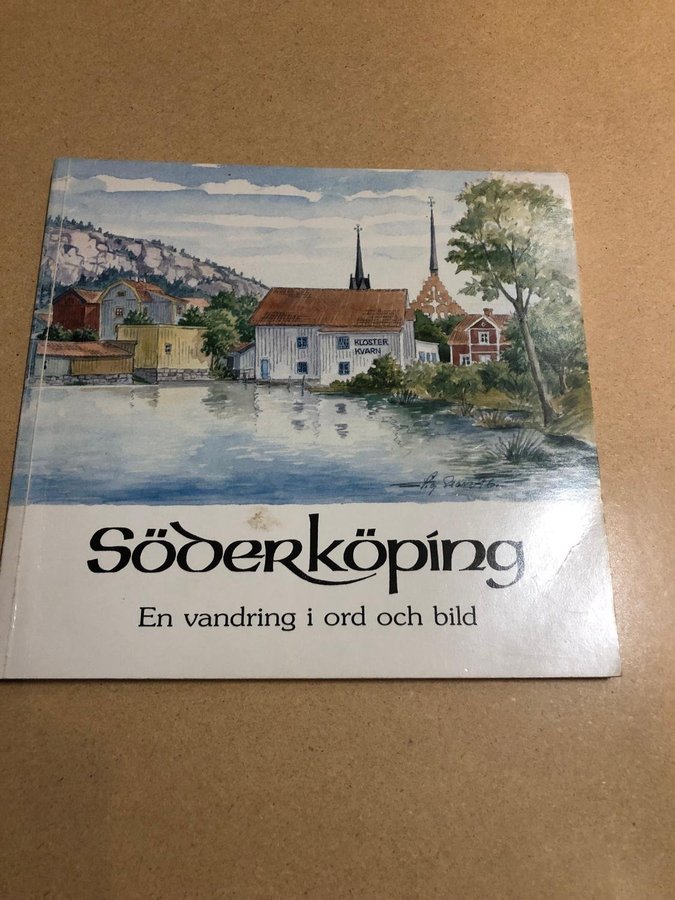 KLOSTER
KVARN
Söderköping
En vandring i ord och bild